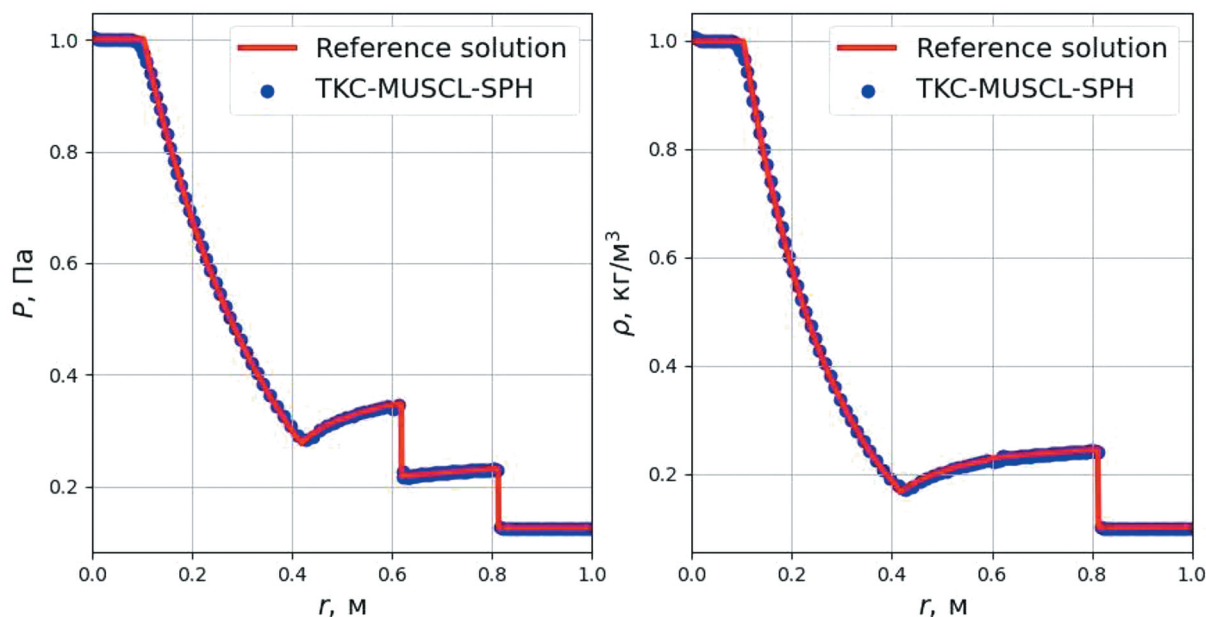 1.0
0.8
0.6
0.4
0.2
P, Па
0.0 0.2 0.4 0.6 0.8 1.0
r, м
Reference solution
TKC-MUSCL-SPH
1.0
0.8
0.6
0.4
0.2
ρ, кг/м³
0.0 0.2 0.4 0.6 0.8 1.0
r, м
Reference solution
TKC-MUSCL-SPH